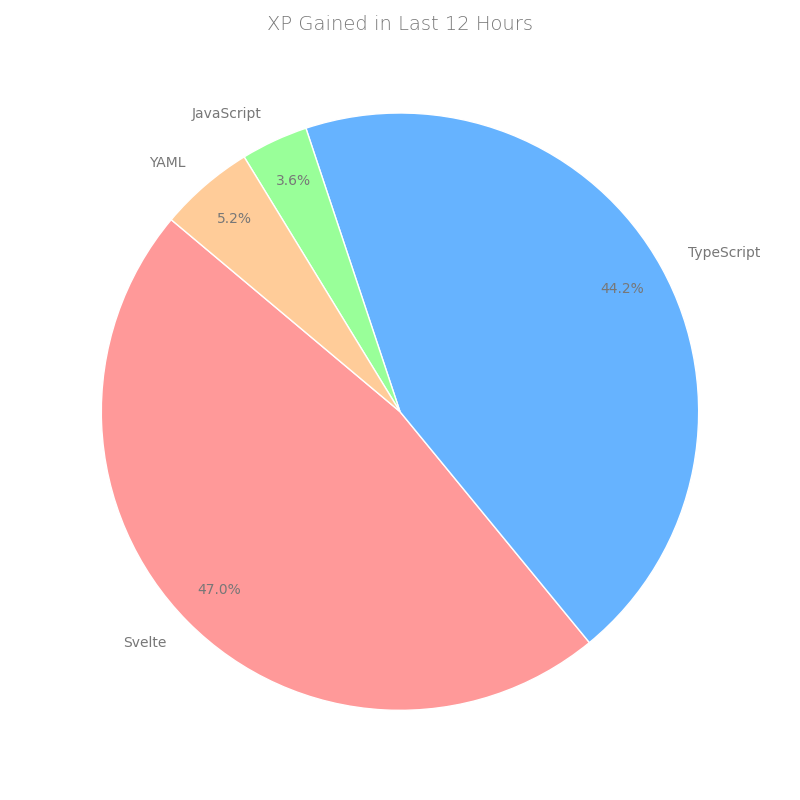 XP Gained in Last 12 Hours
JavaScript
YAML
3.6%
5.2%
TypeScript
44.2%
47.0%
Svelte